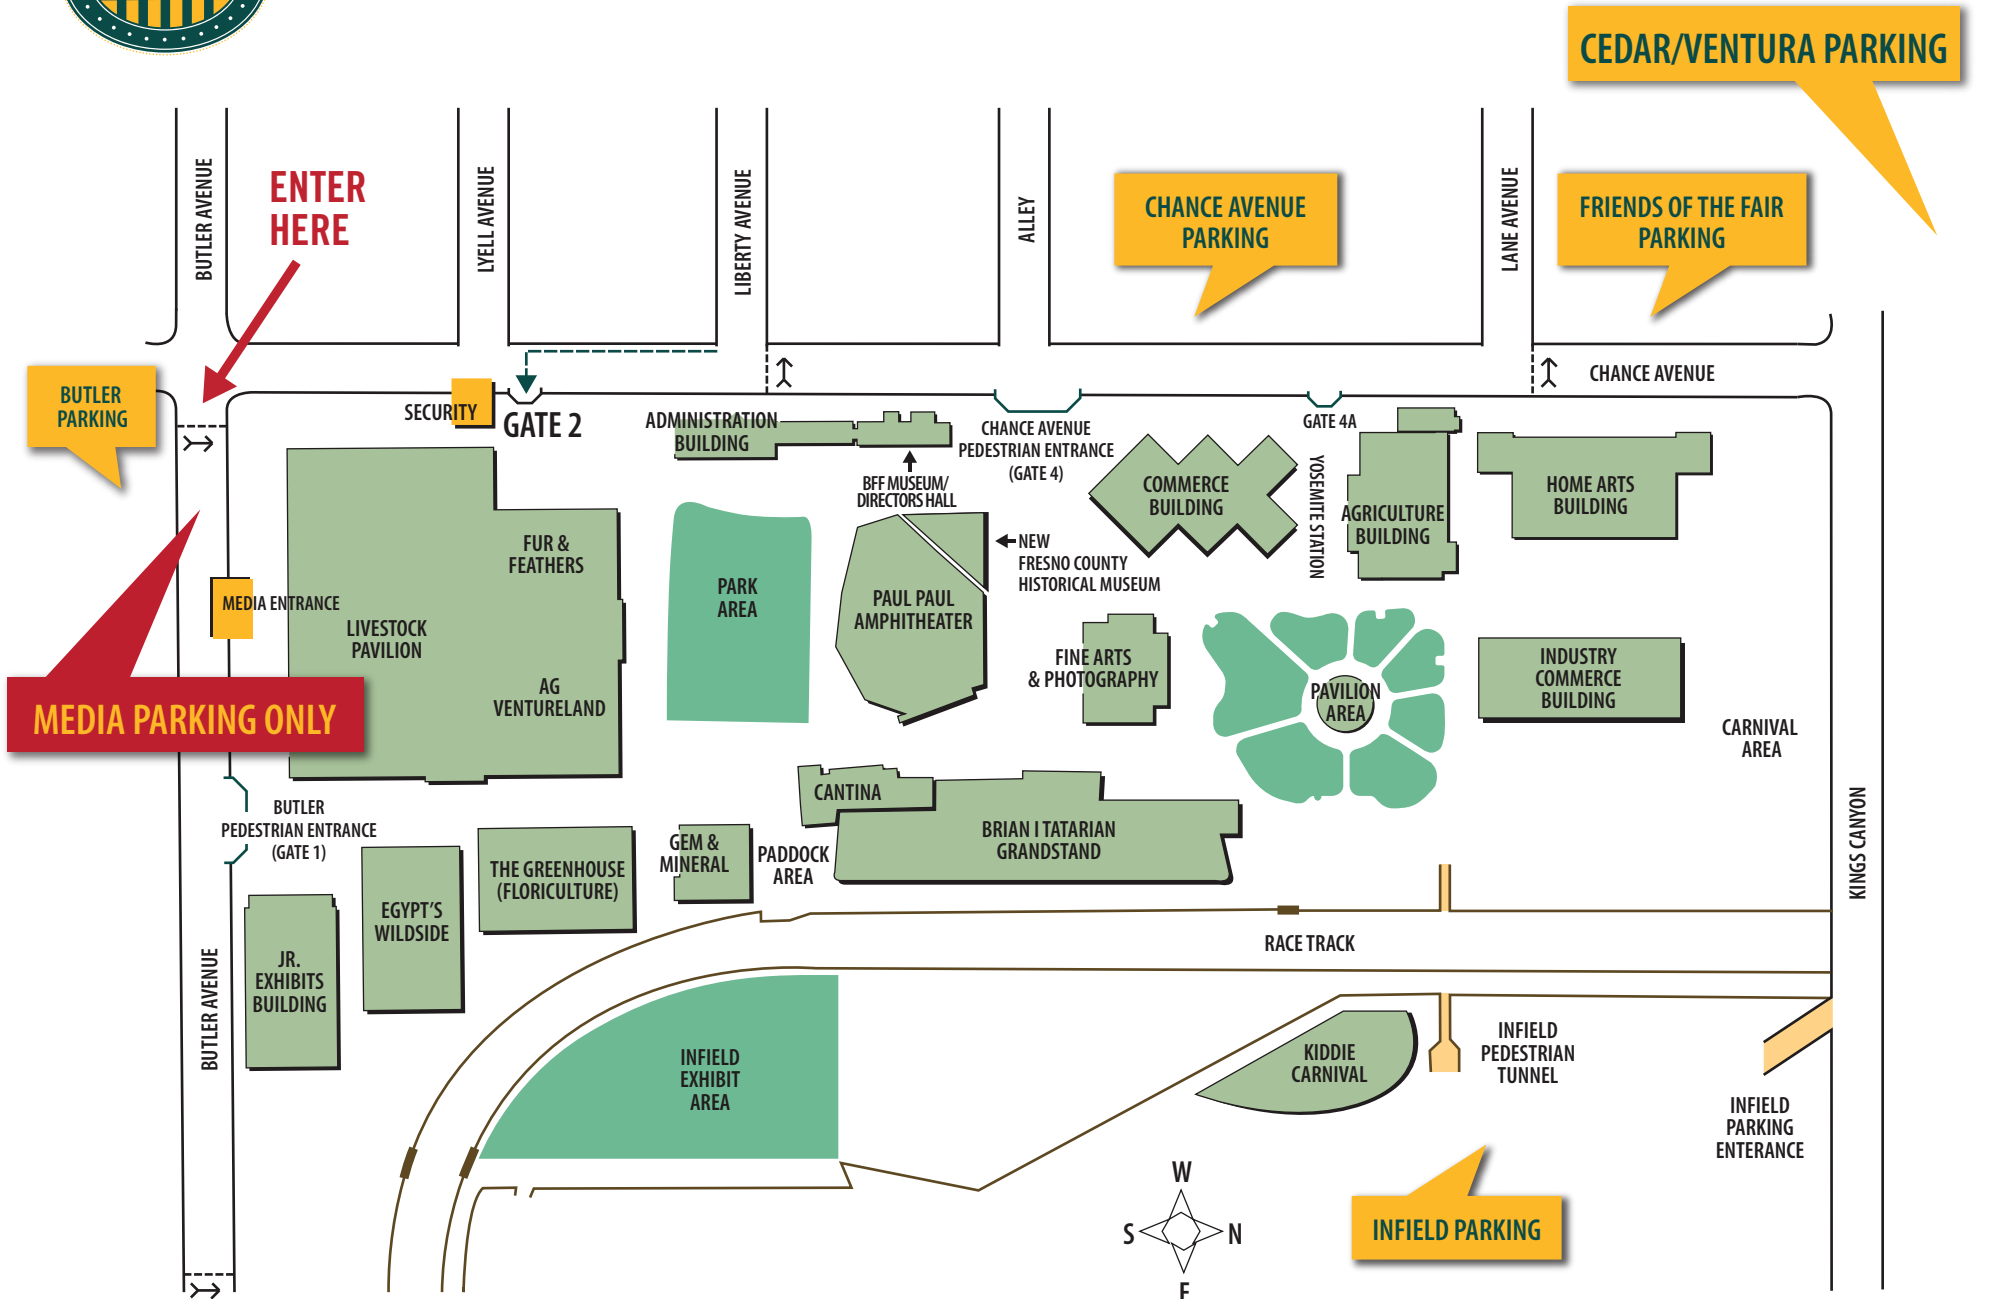 CEDAR/VENTURA PARKING
ENTER
HERE
BUTLER AVENUE
LYELL AVENUE
LIBERTY AVENUE
ALLEY
CHANCE AVENUE
PARKING
LANE AVENUE
FRIENDS OF THE FAIR
PARKING
CHANCE AVENUE
BUTLER
PARKING
SECURITY
GATE 2
ADMINISTRATION
BUILDING
BFF MUSEUM/
DIRECTORS HALL
CHANCE AVENUE
PEDESTRIAN ENTRANCE
(GATE 4)
GATE 4A
COMMERCE
BUILDING
YOSEMITE STATION
AGRICULTURE
BUILDING
HOME ARTS
BUILDING
FUR &
FEATHERS
NEW
FRESNO COUNTY
HISTORICAL MUSEUM
PARK
AREA
PAUL PAUL
AMPHITHEATER
MEDIA ENTRANCE
LIVESTOCK
PAVILION
AG
VENTURELAND
FINE ARTS
& PHOTOGRAPHY
PAVILION
AREA
INDUSTRY
COMMERCE
BUILDING
MEDIA PARKING ONLY
CARNIVAL
AREA
BUTLER
PEDESTRIAN ENTRANCE
(GATE 1)
CANTINA
BRIAN I TATARIAN
GRANDSTAND
GEM &
MINERAL
PADDOCK
AREA
THE GREENHOUSE
(FLORICULTURE)
EGYPT'S
WILDSIDE
JR.
EXHIBITS
BUILDING
BUTLER AVENUE
KINGS CANYON
RACE TRACK
INFIELD
EXHIBIT
AREA
KIDDIE
CARNIVAL
INFIELD
PEDESTRIAN
TUNNEL
INFIELD
PARKING
ENTERANCE
INFIELD PARKING
W
S
N
E